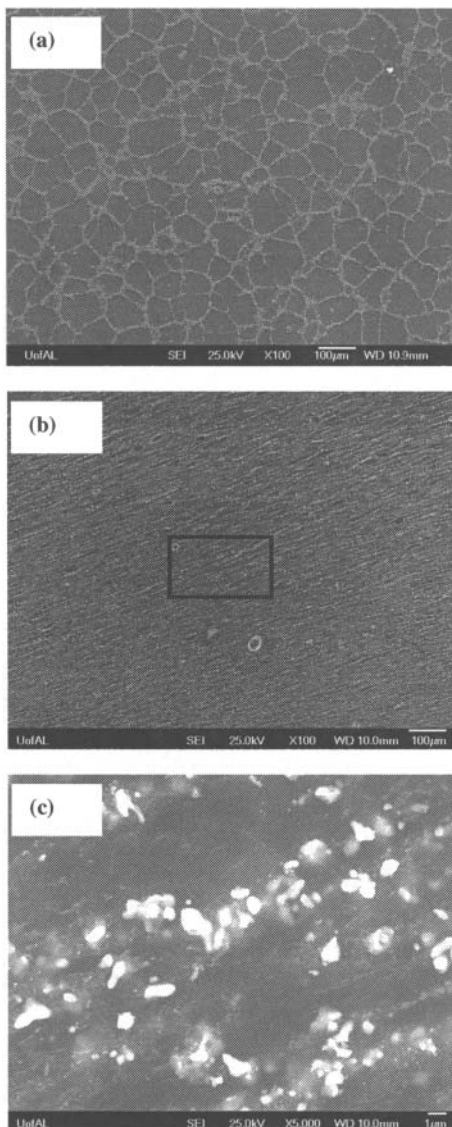 (a)
UofAL SEI 25.0kV X100 100μm WD 10.9mm
(b)
UofAL SEI 25.0kV X100 WD 10.0mm 100μm
(c)
UofAL SEI 25.0kV X5,000 WD 10.0mm 1μm